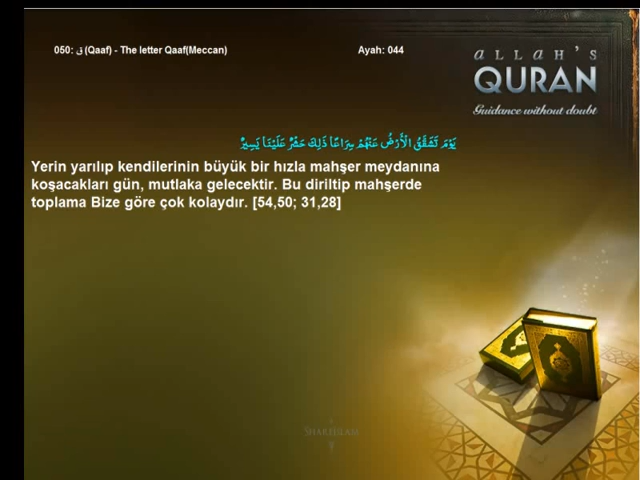 050: ق (Qaaf) - The letter Qaaf(Meccan) Ayah: 044
ALLAH'S
QURAN
Guidance without doubt
يَوْمَ تَشَقَّقُ الْأَرْضُ عَنْهُمْ سِرَاعًا ذَٰلِكَ حَشْرٌ عَلَيْنَا يَسِيرٌ
Yerin yarılıp kendilerinin büyük bir hızla mahşer meydanına
koşacakları gün, mutlaka gelecektir. Bu diriltip mahşerde
toplama Bize göre çok kolaydır. [54,50; 31,28]